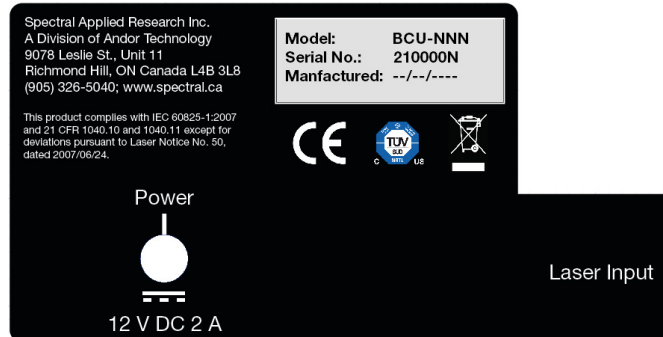 Spectral Applied Research Inc.
A Division of Andor Technology
9078 Leslie St., Unit 11
Richmond Hill, ON Canada L4B 3L8
(905) 326-5040; www.spectral.ca
This product complies with IEC 60825-1:2007
and 21 CFR 1040.10 and 1040.11 except for
deviations pursuant to Laser Notice No. 50,
dated 2007/06/24.
Model: BCU-NNN
Serial No.: 210000N
Manfactured: --/--/----
CE
TÜV
SÜD
NRTL
C US
Power
12 V DC 2 A
Laser Input